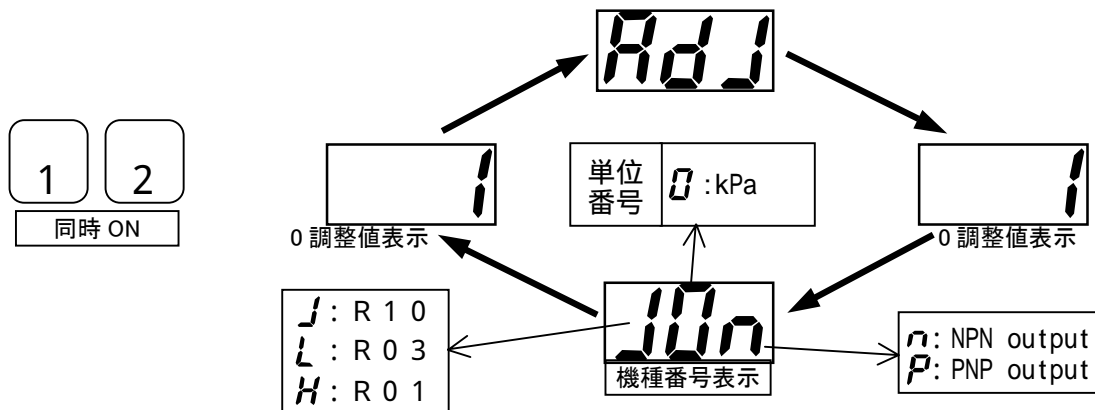 AdJ
1 2
同時 ON
1
0 調整値表示
単位
番号
0 :kPa
1
0 調整値表示
J: R 1 0
L: R 0 3
H: R 0 1
J0n
機種番号表示
n: NPN output
P: PNP output